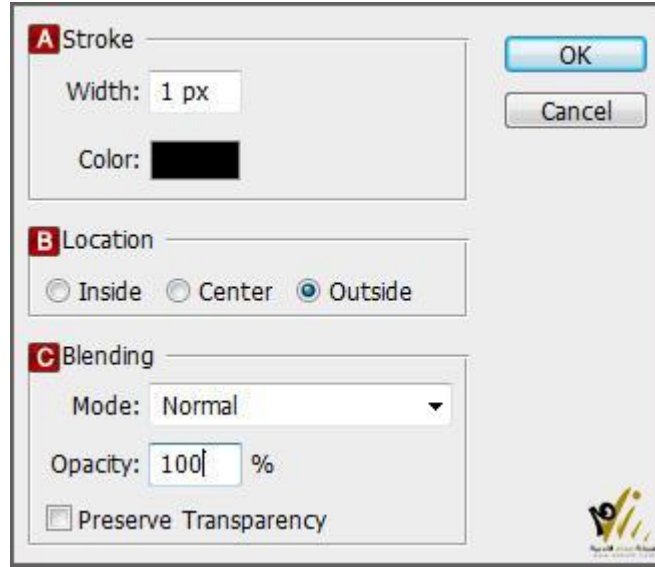 A Stroke
Width: 1 px
Color:
OK
Cancel
B Location
Inside Center Outside
C Blending
Mode: Normal
Opacity: 100 %
Preserve Transparency